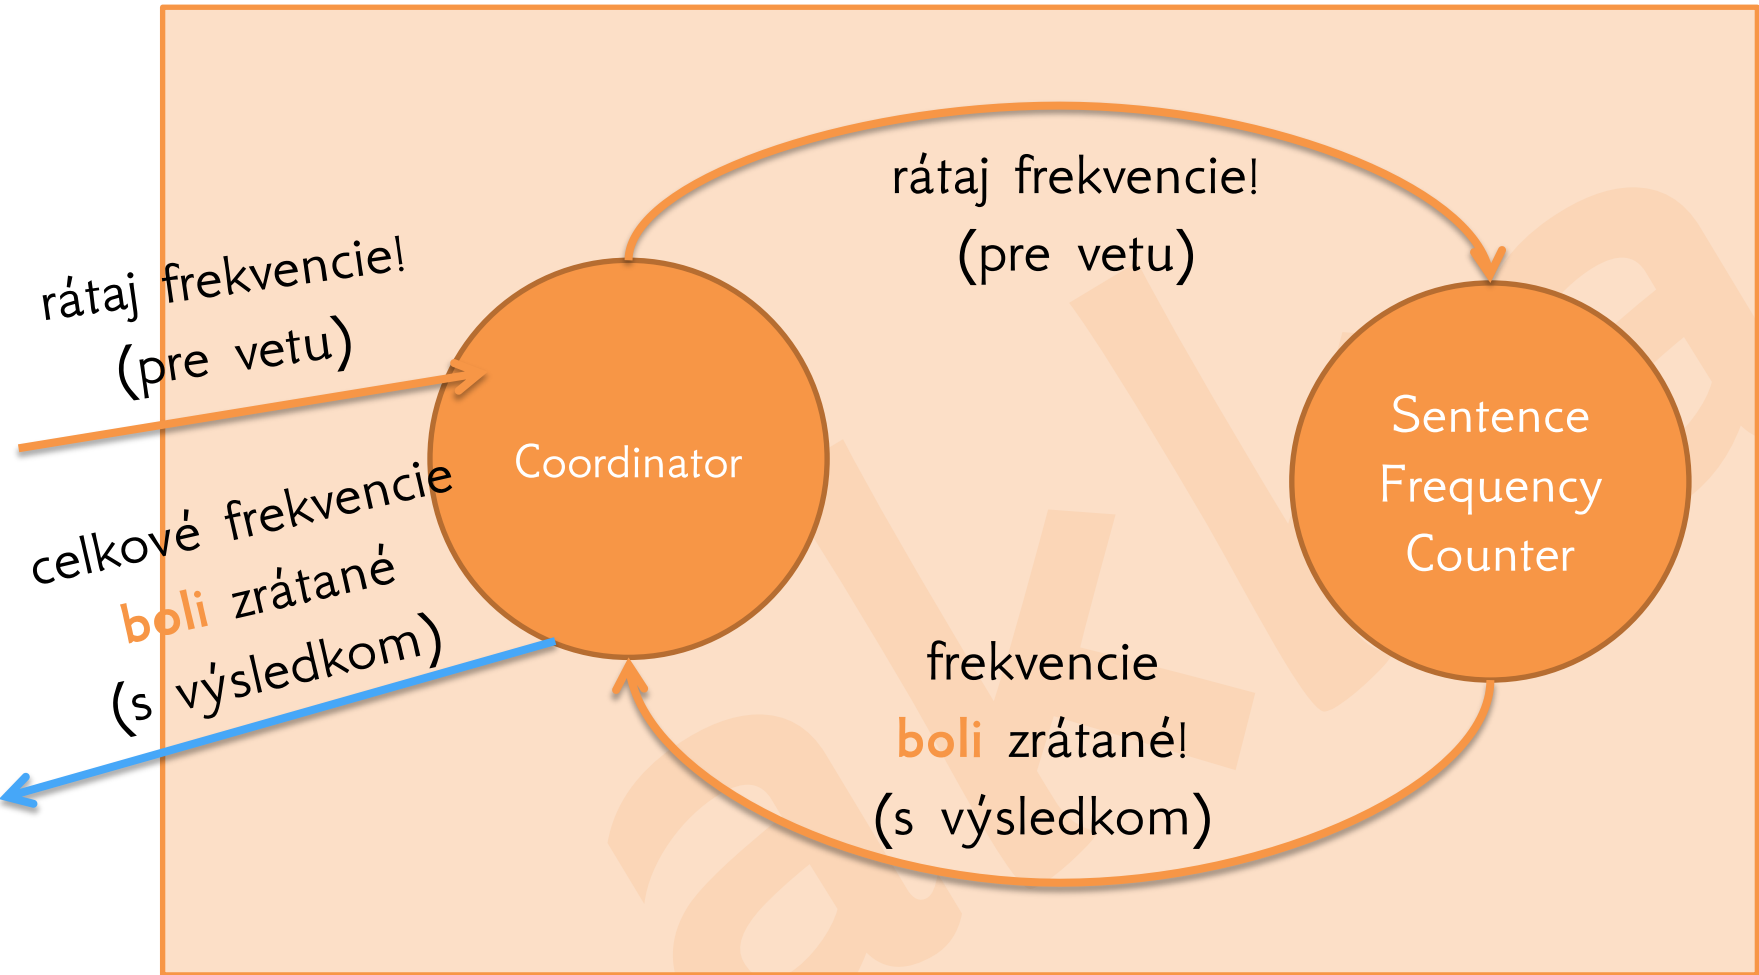 rátaj frekvencie!
(pre vetu)
rátaj frekvencie!
(pre vetu)
Coordinator
Sentence
Frequency
Counter
celkové frekvencie
boli zrátané
(s výsledkom)
frekvencie
boli zrátané!
(s výsledkom)
akka